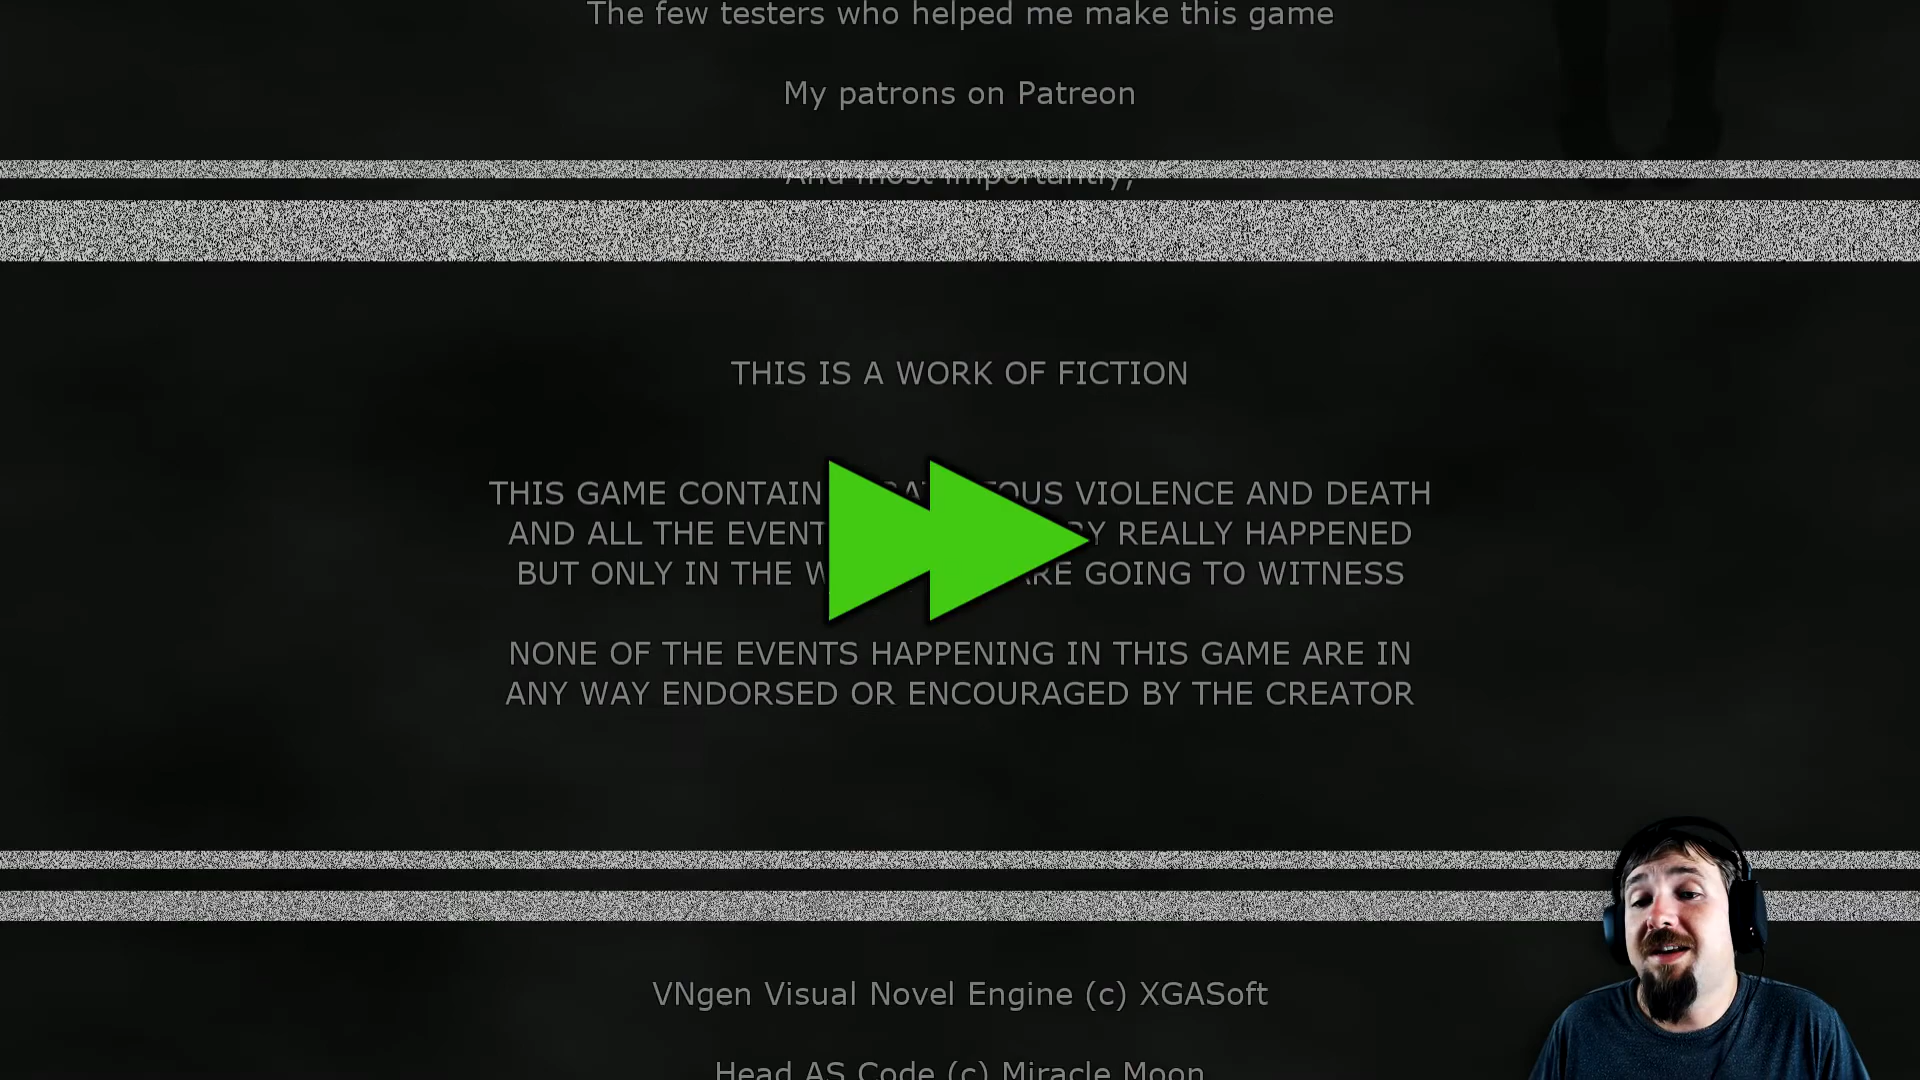 The few testers who helped me make this game
My patrons on Patreon
And most importantly,
THIS IS A WORK OF FICTION
THIS GAME CONTAIN VIOLENCE AND DEATH
AND ALL THE EVENT REALLY HAPPENED
BUT ONLY IN THE GOING TO WITNESS
NONE OF THE EVENTS HAPPENING IN THIS GAME ARE IN
ANY WAY ENDORSED OR ENCOURAGED BY THE CREATOR
VNgen Visual Novel Engine (c) XGASoft
Head AS Code (c) Miracle Moon